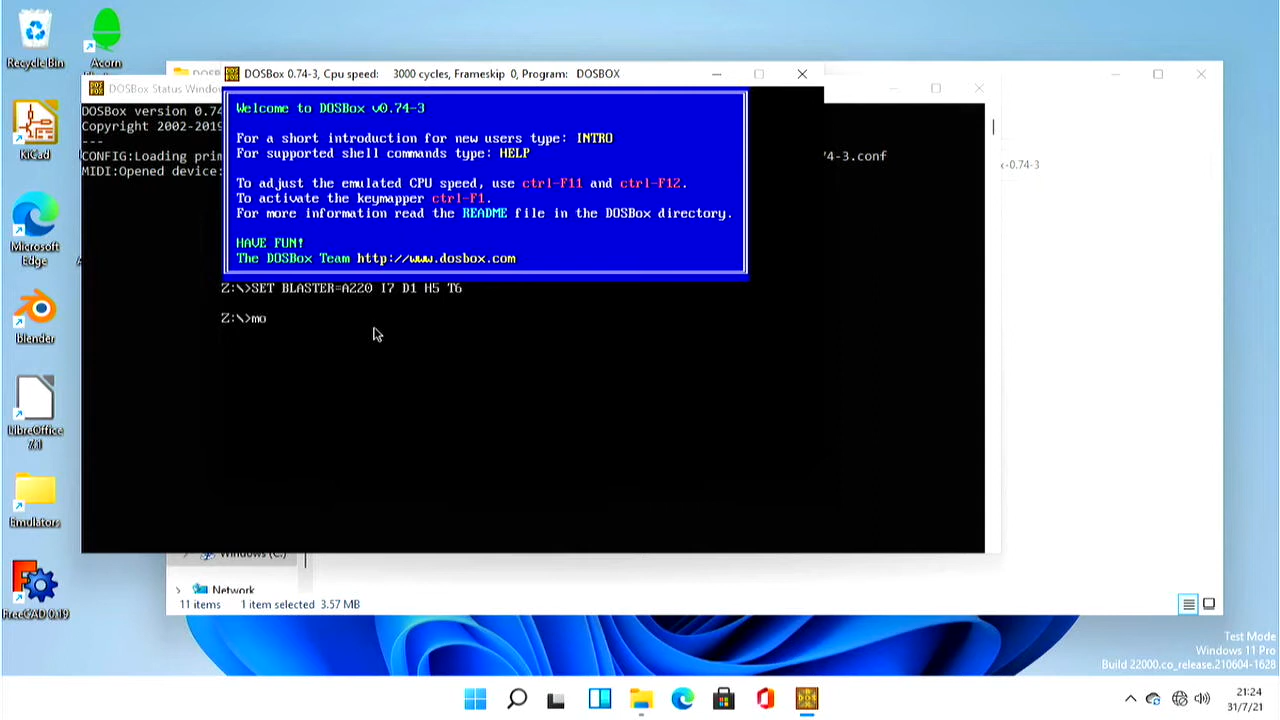 Recycle Bin
Acorn
KiCad
Microsoft
Edge
Blender
LibreOffice
7.1
Emulators
FreeCAD 0.19
DOSB
DOSBox Status Windo
DOSBox version 0.74
Copyright 2002-2019
---
CONFIG:Loading prim
74-3.conf
MIDI:Opened device:
x-0.74-3
DOSBox 0.74-3, Cpu speed: 3000 cycles, Frameskip 0, Program: DOSBOX
Welcome to DOSBox v0.74-3
For a short introduction for new users type: INTRO
For supported shell commands type: HELP
To adjust the emulated CPU speed, use ctrl-F11 and ctrl-F12.
To activate the keymapper ctrl-F1.
For more information read the README file in the DOSBox directory.
HAVE FUN!
The DOSBox Team http://www.dosbox.com
Z:\>SET BLASTER=A220 I7 D1 H5 T6
Z:\>mo
Windows (C:)
Network
11 items 1 item selected 3.57 MB
Test Mode
Windows 11 Pro
Build 22000.co_release.210604-1628
21:24
31/7/21